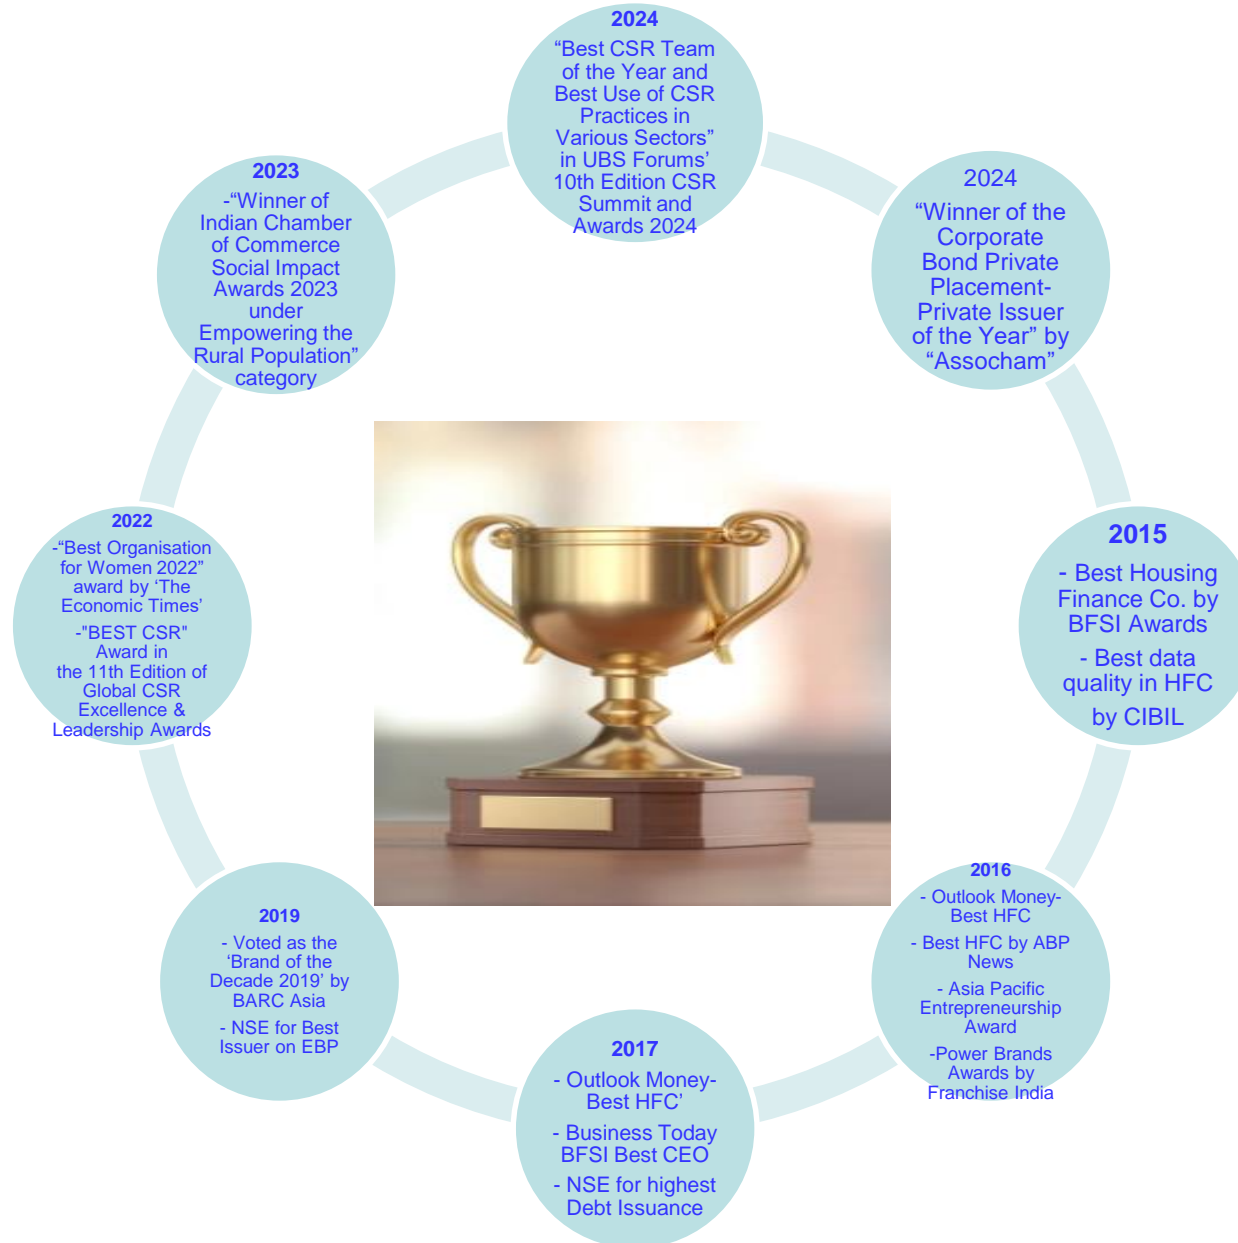 2024
“Best CSR Team
of the Year and
Best Use of CSR
Practices in
Various Sectors”
in UBS Forums’
10th Edition CSR
Summit and
Awards 2024
2024
“Winner of the
Corporate
Bond Private
Placement-
Private Issuer
of the Year” by
“Assocham”
2015
- Best Housing
Finance Co. by
BFSI Awards
- Best data
quality in HFC
by CIBIL
2016
- Outlook Money-
Best HFC
- Best HFC by ABP
News
- Asia Pacific
Entrepreneurship
Award
-Power Brands
Awards by
Franchise India
2017
- Outlook Money-
Best HFC’
- Business Today
BFSI Best CEO
- NSE for highest
Debt Issuance
2019
- Voted as the
‘Brand of the
Decade 2019’ by
BARC Asia
- NSE for Best
Issuer on EBP
2022
-“Best Organisation
for Women 2022”
award by ‘The
Economic Times’
-"BEST CSR"
Award in
the 11th Edition of
Global CSR
Excellence &
Leadership Awards
2023
-“Winner of
Indian Chamber
of Commerce
Social Impact
Awards 2023
under
Empowering the
Rural Population”
category